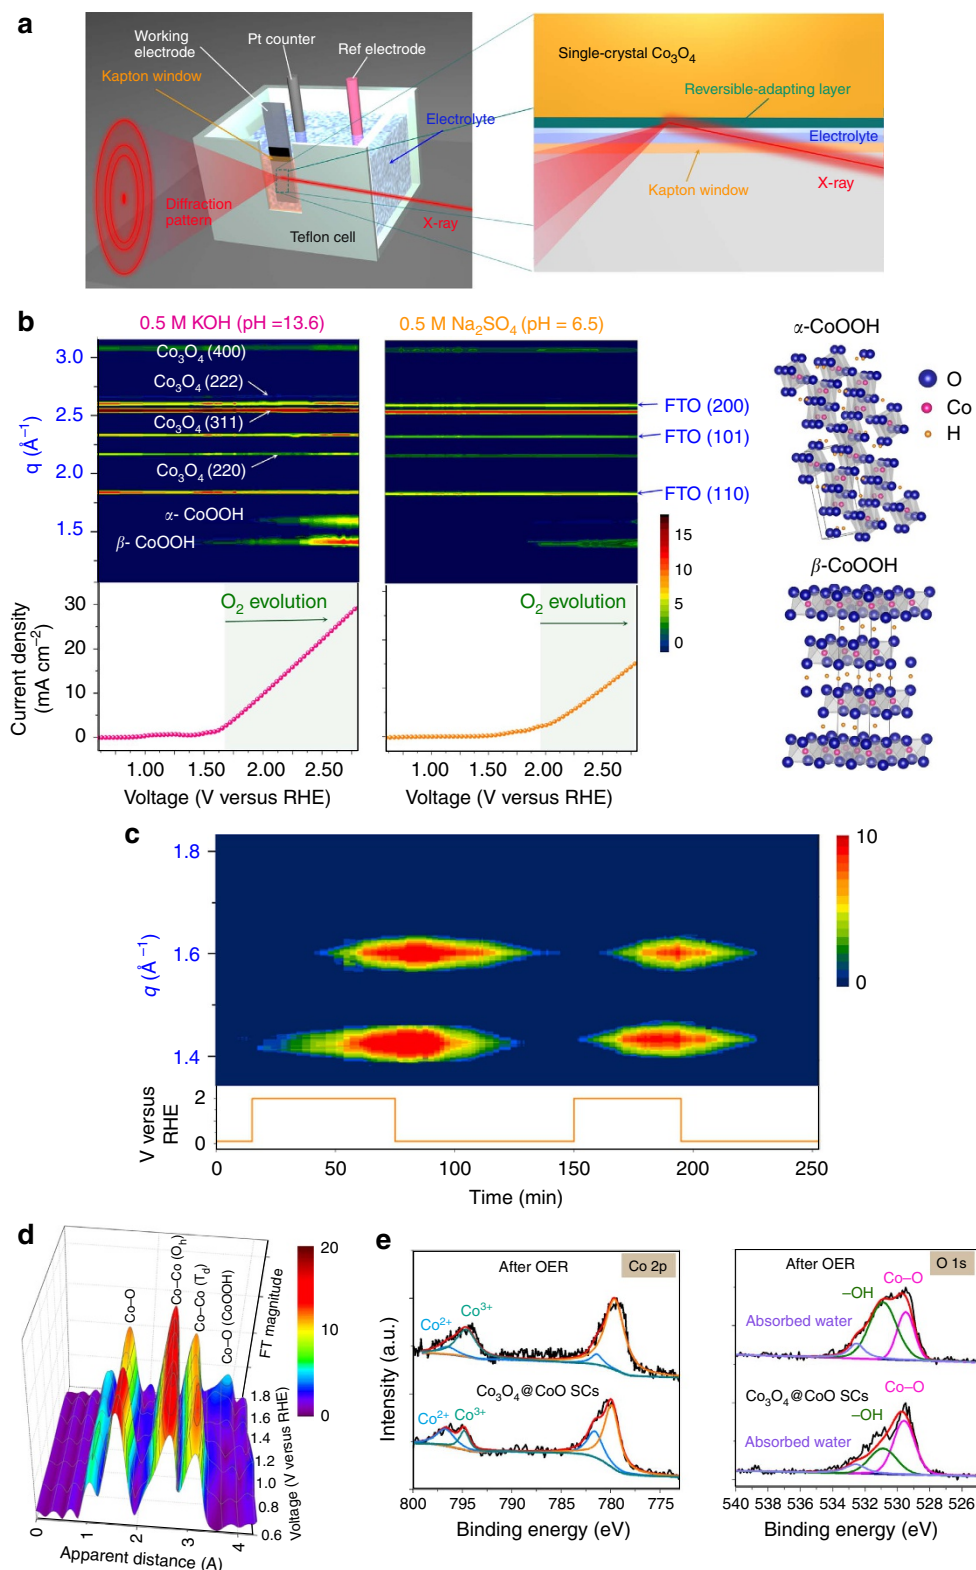 a
Working
electrode
Pt counter
Ref electrode
Kapton window
Electrolyte
Diffraction
pattern
X-ray
Teflon cell
Single-crystal Co₃O₄
Reversible-adapting layer
Electrolyte
Kapton window
X-ray
b
0.5 M KOH (pH =13.6)
0.5 M Na₂SO₄ (pH = 6.5)
q (Å⁻¹)
3.0
2.5
2.0
1.5
Co₃O₄ (400)
Co₃O₄ (222)
Co₃O₄ (311)
Co₃O₄ (220)
α- CoOOH
β- CoOOH
FTO (200)
FTO (101)
FTO (110)
15
10
5
0
α-CoOOH
O
Co
H
β-CoOOH
Current density
(mA cm⁻²)
30
20
10
0
O₂ evolution
O₂ evolution
1.00 1.50 2.00 2.50
1.00 1.50 2.00 2.50
Voltage (V versus RHE)
Voltage (V versus RHE)
c
q (Å⁻¹)
1.8
1.6
1.4
10
0
V versus
RHE
2
0
0 50 100 150 200 250
Time (min)
d
Co–O
Co–Co (Oₕ)
Co–Co (T_d)
Co–O (CoOOH)
FT magnitude
20
10
0
1.8
1.6
1.4
1.2
1.0
0.8
0.6
Voltage (V versus RHE)
0 1 2 3 4
Apparent distance (A)
e
Intensity (a.u.)
After OER
Co 2p
Co²⁺
Co³⁺
Co₃O₄@CoO SCs
Co²⁺
Co³⁺
800 795 790 785 780 775
Binding energy (eV)
After OER
O 1s
Co–O
–OH
Absorbed water
Co₃O₄@CoO SCs
Co–O
–OH
Absorbed water
540 538 536 534 532 530 528 526
Binding energy (eV)